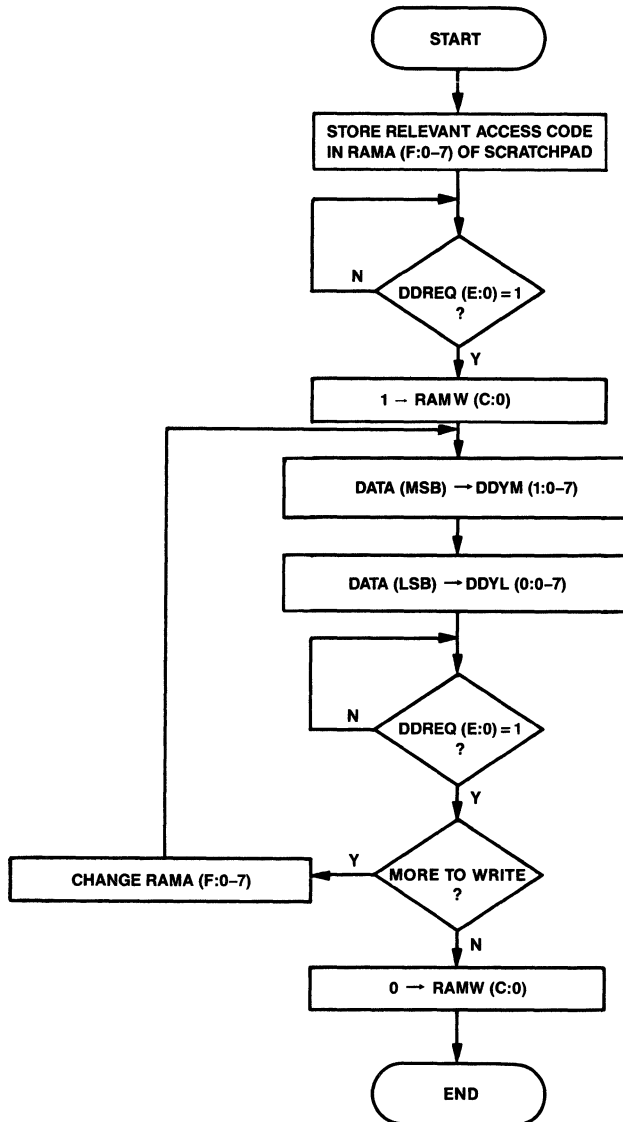 START
STORE RELEVANT ACCESS CODE
IN RAMA (F:0–7) OF SCRATCHPAD
N
DDREQ (E:0) = 1
?
Y
1 → RAMW (C:0)
DATA (MSB) → DDYM (1:0–7)
DATA (LSB) → DDYL (0:0–7)
N
DDREQ (E:0) = 1
?
Y
CHANGE RAMA (F:0–7)
Y
MORE TO WRITE
?
N
0 → RAMW (C:0)
END